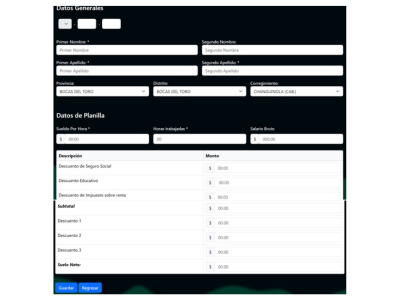 Datos Generales
- -
Primer Nombre: * Segundo Nombre:
Primer Nombre Segundo Nombre
Primer Apellido: * Segundo Apellido: *
Primer Apellido Segundo Apellido
Provincia Distrito Corregimiento
BOCAS DEL TORO BOCAS DEL TORO CHANGUINOLA (CAB.)
Datos de Planilla
Sueldo Por Hora * Horas trabajadas * Salario Bruto
$ 00.00 00 $ 000.00
Descripción Monto
Descuento de Seguro Social $ 00.00
Descuento Educativo $ 00.00
Descuento de Impuesto sobre renta $ 00.00
Subtotal $ 00.00
Descuento 1 $ 00.00
Descuento 2 $ 00.00
Descuento 3 $ 00.00
Suelo Neto: $ 00.00
Guardar Regresar